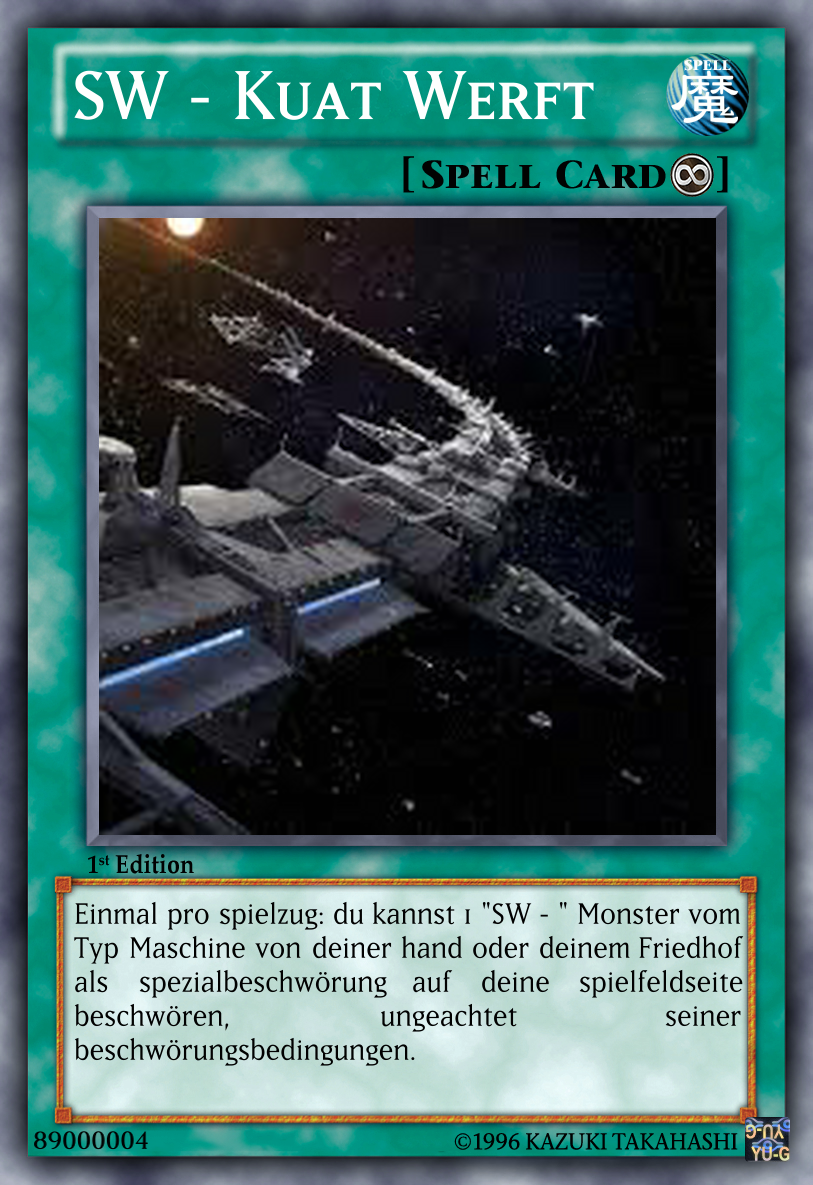 SW - Kuat Werft
SPELL
魔
[Spell Card∞]
1st Edition
Einmal pro spielzug: du kannst 1 "SW - " Monster vom
Typ Maschine von deiner hand oder deinem Friedhof
als spezialbeschwörung auf deine spielfeldseite
beschwören, ungeachtet seiner
beschwörungsbedingungen.
89000004
©1996 KAZUKI TAKAHASHI
YU-G
YU-G